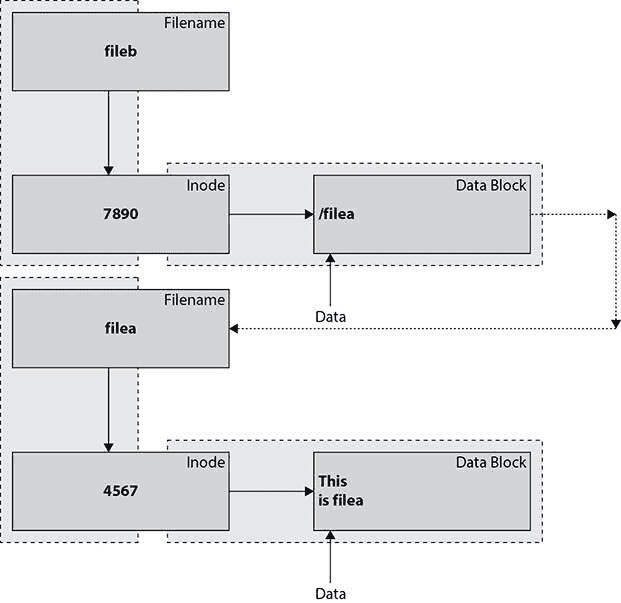 Filename
fileb
Inode
7890
Data Block
/filea
Data
Filename
filea
Inode
4567
Data Block
This
is filea
Data